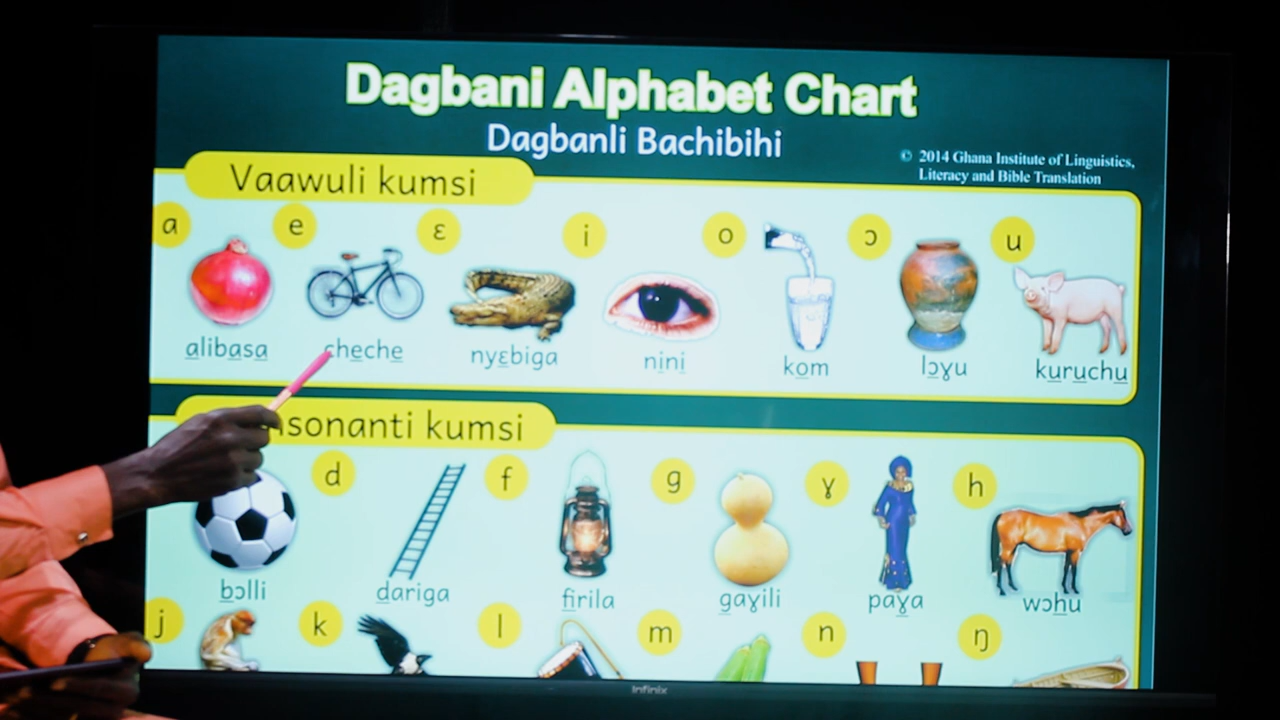 Dagbani Alphabet Chart
Dagbanli Bachibihi
© 2014 Ghana Institute of Linguistics,
Literacy and Bible Translation
Vaawuli kumsi
a e ɛ i o ɔ u
alibasa cheche nyɛbiga nini kom lɔɣu kuruchu
kumsi
d f g ɣ h
bɔlli dariga firila gaɣili paɣa wɔhu
j k l m n ŋ
Infinix